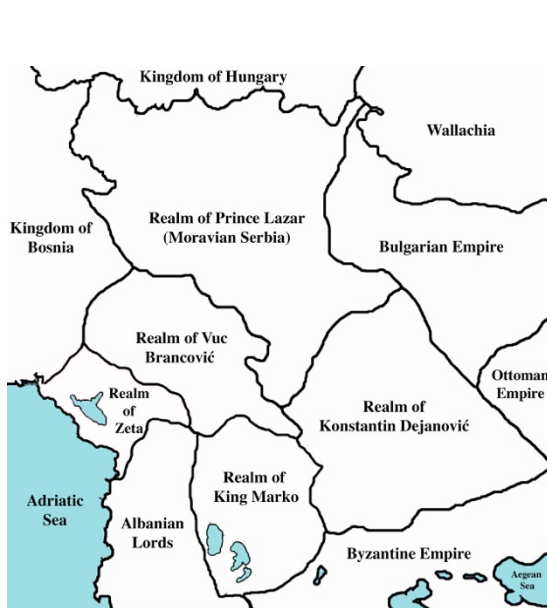 Kingdom of Hungary
Wallachia
Realm of Prince Lazar
(Moravian Serbia)
Kingdom of
Bosnia
Bulgarian Empire
Realm of Vuc
Brancović
Ottoman
Empire
Realm
of
Zeta
Realm of
Konstantin Dejanović
Realm of
King Marko
Adriatic
Sea
Albanian
Lords
Byzantine Empire
Aegean
Sea